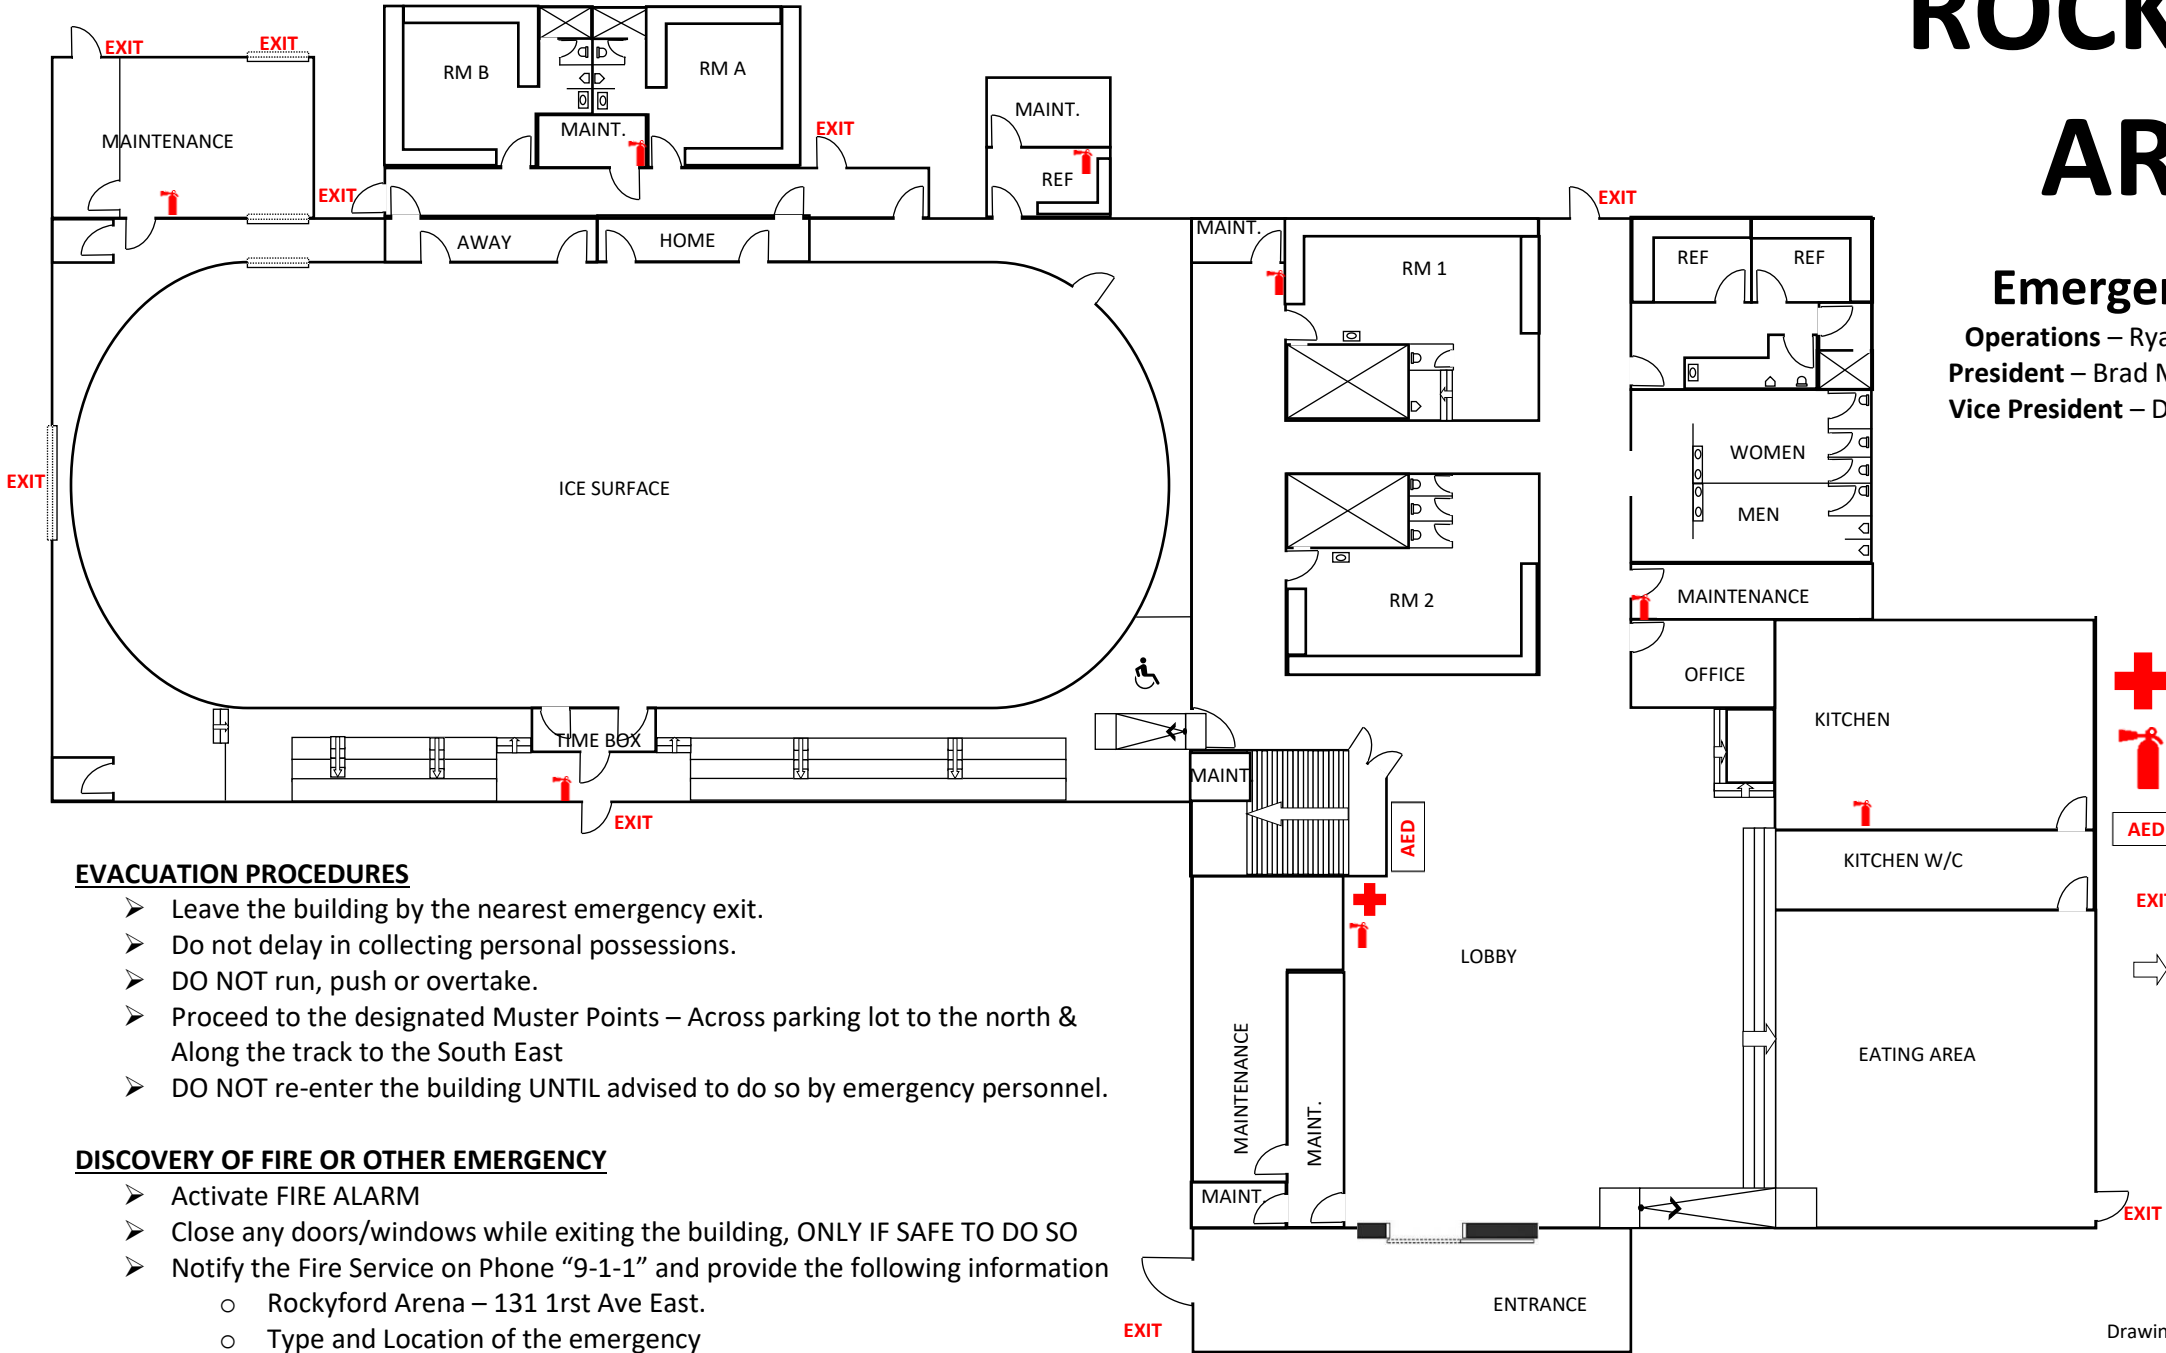 ROCK
AR
Emerger
Operations – Rya
President – Brad
Vice President – D
EXIT
EXIT
RM B
RM A
MAINT.
MAINTENANCE
EXIT
EXIT
MAINT.
REF
AWAY
HOME
EXIT
MAINT.
RM 1
REF
REF
ICE SURFACE
EXIT
WOMEN
MEN
RM 2
MAINTENANCE
OFFICE
KITCHEN
TIME BOX
EXIT
MAINT.
AED
KITCHEN W/C
AED
EXIT
LOBBY
EATING AREA
MAINTENANCE
MAINT.
MAINT.
EXIT
ENTRANCE
EXIT
Drawin
EVACUATION PROCEDURES
➢ Leave the building by the nearest emergency exit.
➢ Do not delay in collecting personal possessions.
➢ DO NOT run, push or overtake.
➢ Proceed to the designated Muster Points – Across parking lot to the north &
Along the track to the South East
➢ DO NOT re-enter the building UNTIL advised to do so by emergency personnel.
DISCOVERY OF FIRE OR OTHER EMERGENCY
➢ Activate FIRE ALARM
➢ Close any doors/windows while exiting the building, ONLY IF SAFE TO DO SO
➢ Notify the Fire Service on Phone “9-1-1” and provide the following information
o Rockyford Arena – 131 1rst Ave East.
o Type and Location of the emergency